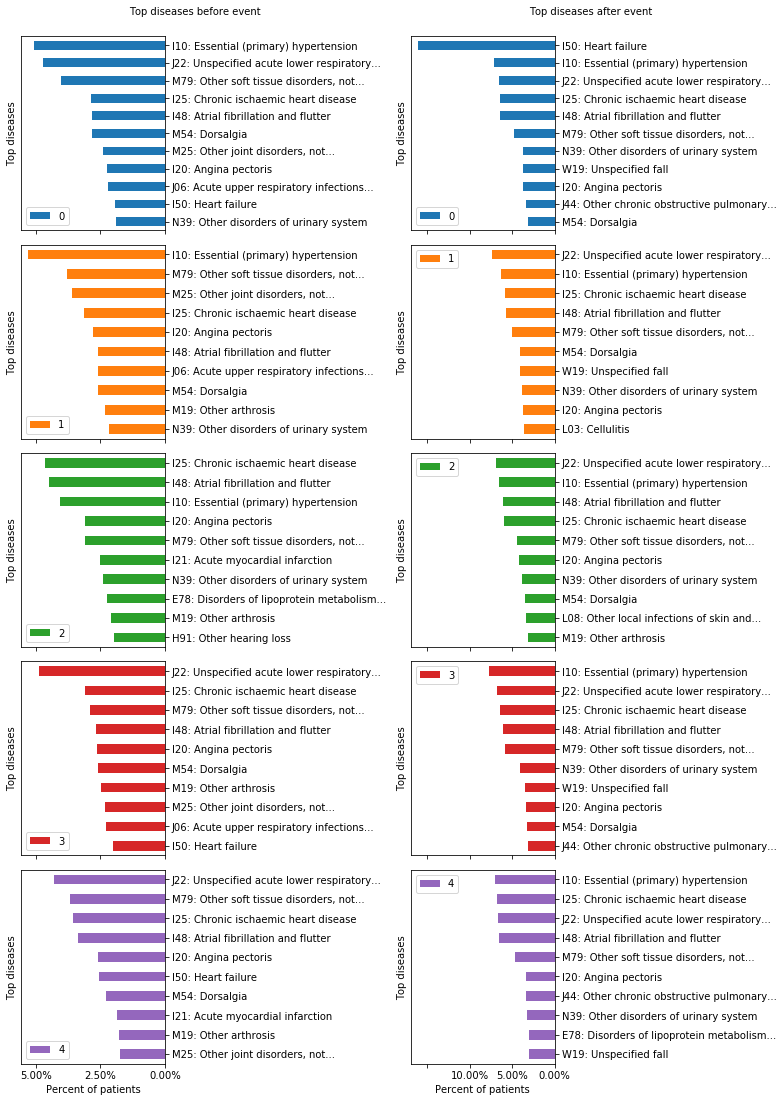 Top diseases before event
Top diseases
I10: Essential (primary) hypertension
J22: Unspecified acute lower respiratory...
M79: Other soft tissue disorders, not...
I25: Chronic ischaemic heart disease
I48: Atrial fibrillation and flutter
M54: Dorsalgia
M25: Other joint disorders, not...
I20: Angina pectoris
J06: Acute upper respiratory infections...
I50: Heart failure
N39: Other disorders of urinary system
0
Top diseases
I10: Essential (primary) hypertension
M79: Other soft tissue disorders, not...
M25: Other joint disorders, not...
I25: Chronic ischaemic heart disease
I20: Angina pectoris
I48: Atrial fibrillation and flutter
J06: Acute upper respiratory infections...
M54: Dorsalgia
M19: Other arthrosis
N39: Other disorders of urinary system
1
Top diseases
I25: Chronic ischaemic heart disease
I48: Atrial fibrillation and flutter
I10: Essential (primary) hypertension
I20: Angina pectoris
M79: Other soft tissue disorders, not...
I21: Acute myocardial infarction
N39: Other disorders of urinary system
E78: Disorders of lipoprotein metabolism...
M19: Other arthrosis
H91: Other hearing loss
2
Top diseases
J22: Unspecified acute lower respiratory...
I25: Chronic ischaemic heart disease
M79: Other soft tissue disorders, not...
I48: Atrial fibrillation and flutter
I20: Angina pectoris
M54: Dorsalgia
M19: Other arthrosis
M25: Other joint disorders, not...
J06: Acute upper respiratory infections...
I50: Heart failure
3
Top diseases
J22: Unspecified acute lower respiratory...
M79: Other soft tissue disorders, not...
I25: Chronic ischaemic heart disease
I48: Atrial fibrillation and flutter
I20: Angina pectoris
I50: Heart failure
M54: Dorsalgia
I21: Acute myocardial infarction
M19: Other arthrosis
M25: Other joint disorders, not...
4
5.00% 2.50% 0.00%
Percent of patients
Top diseases after event
Top diseases
I50: Heart failure
I10: Essential (primary) hypertension
J22: Unspecified acute lower respiratory...
I25: Chronic ischaemic heart disease
I48: Atrial fibrillation and flutter
M79: Other soft tissue disorders, not...
N39: Other disorders of urinary system
W19: Unspecified fall
I20: Angina pectoris
J44: Other chronic obstructive pulmonary...
M54: Dorsalgia
0
Top diseases
1
J22: Unspecified acute lower respiratory...
I10: Essential (primary) hypertension
I25: Chronic ischaemic heart disease
I48: Atrial fibrillation and flutter
M79: Other soft tissue disorders, not...
M54: Dorsalgia
W19: Unspecified fall
N39: Other disorders of urinary system
I20: Angina pectoris
L03: Cellulitis
Top diseases
2
J22: Unspecified acute lower respiratory...
I10: Essential (primary) hypertension
I48: Atrial fibrillation and flutter
I25: Chronic ischaemic heart disease
M79: Other soft tissue disorders, not...
I20: Angina pectoris
N39: Other disorders of urinary system
M54: Dorsalgia
L08: Other local infections of skin and...
M19: Other arthrosis
Top diseases
3
I10: Essential (primary) hypertension
J22: Unspecified acute lower respiratory...
I25: Chronic ischaemic heart disease
I48: Atrial fibrillation and flutter
M79: Other soft tissue disorders, not...
N39: Other disorders of urinary system
W19: Unspecified fall
I20: Angina pectoris
M54: Dorsalgia
J44: Other chronic obstructive pulmonary...
Top diseases
4
I10: Essential (primary) hypertension
I25: Chronic ischaemic heart disease
J22: Unspecified acute lower respiratory...
I48: Atrial fibrillation and flutter
M79: Other soft tissue disorders, not...
I20: Angina pectoris
J44: Other chronic obstructive pulmonary...
N39: Other disorders of urinary system
E78: Disorders of lipoprotein metabolism...
W19: Unspecified fall
10.00% 5.00% 0.00%
Percent of patients